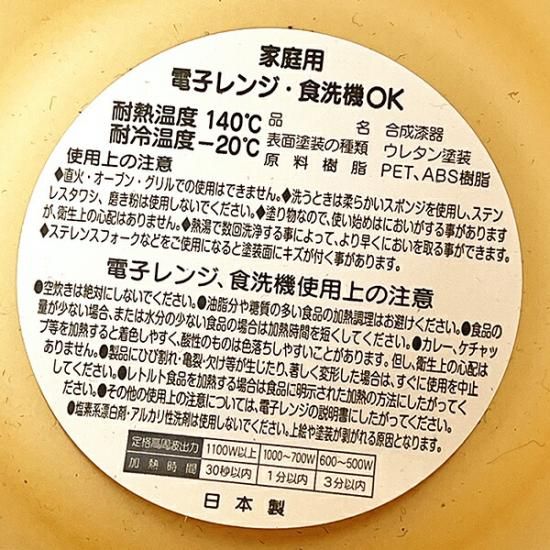 家庭用
電子レンジ・食洗機OK
耐熱温度 140℃
耐冷温度−20℃
品名 合成漆器
表面塗装の種類 ウレタン塗装
原料樹脂 PET、ABS樹脂
使用上の注意
◆直火・オーブン・グリルでの使用はできません。◆洗うときは柔らかいスポンジを使用し、ステン
レスタワシ、磨き粉は使用しないでください。◆塗り物なので、使い始めはにおいがする事があります
が、衛生上の心配はありません。◆熱湯で数回洗浄する事によって、より早くにおいを取る事ができます。
◆ステレンスフォークなどをご使用になると塗装面にキズが付く事があります。
電子レンジ、食洗機使用上の注意
●空炊きは絶対にしないでください。●油脂分や糖質の多い食品の加熱調理はお避けください。●食品の
量が少ない場合、または水分の少ない食品の場合は加熱時間を短くしてください。●カレー、ケチャッ
プ等を加熱すると着色しやすく、酸性のものは色落ちしやすいことがあります。但し、衛生上の心配は
ありません。●製品にひび割れ・亀裂・欠け等が生じたり、著しく変形した場合は、すぐに使用を中止
してください。●レトルト食品を加熱する場合は食品に明示された加熱の方法にしたがって
ください。●その他の使用上の注意については、電子レンジの説明書にしたがってください。
●塩素系漂白剤・アルカリ性洗剤は使用しないでください。上絵や塗装が剥がれる原因となります。
定格高周波出力 1100W以上 1000〜700W 600〜500W
加熱時間 30秒以内 1分以内 3分以内
日本製